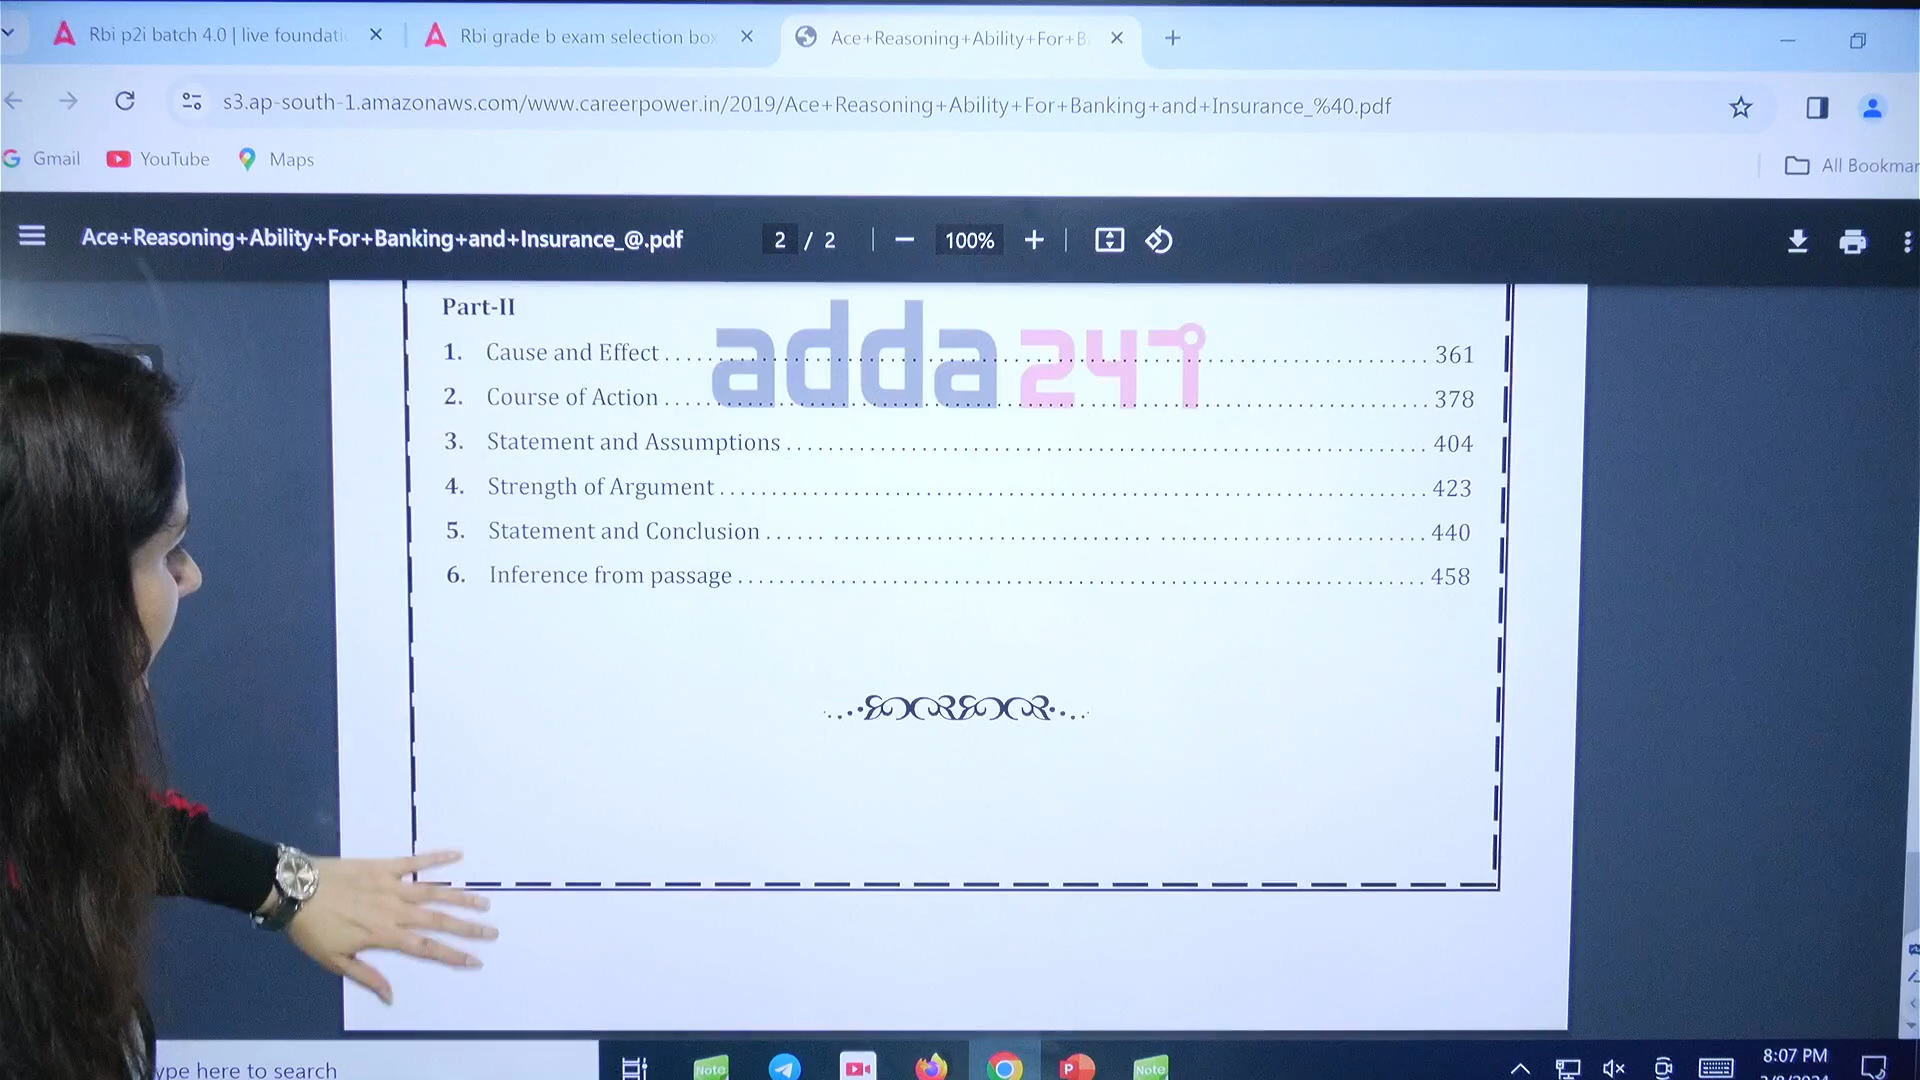 Rbi p2i batch 4.0 | live foundati
Rbi grade b exam selection box
Ace+Reasoning+Ability+For+B
s3.ap-south-1.amazonaws.com/www.careerpower.in/2019/Ace+Reasoning+Ability+For+Banking+and+Insurance_%40.pdf
Gmail
YouTube
Maps
All Bookmar
Ace+Reasoning+Ability+For+Banking+and+Insurance_@.pdf
2 / 2
100%
Part-II
adda247
1. Cause and Effect 361
2. Course of Action 378
3. Statement and Assumptions 404
4. Strength of Argument 423
5. Statement and Conclusion 440
6. Inference from passage 458
ype here to search
Note
Note
8:07 PM